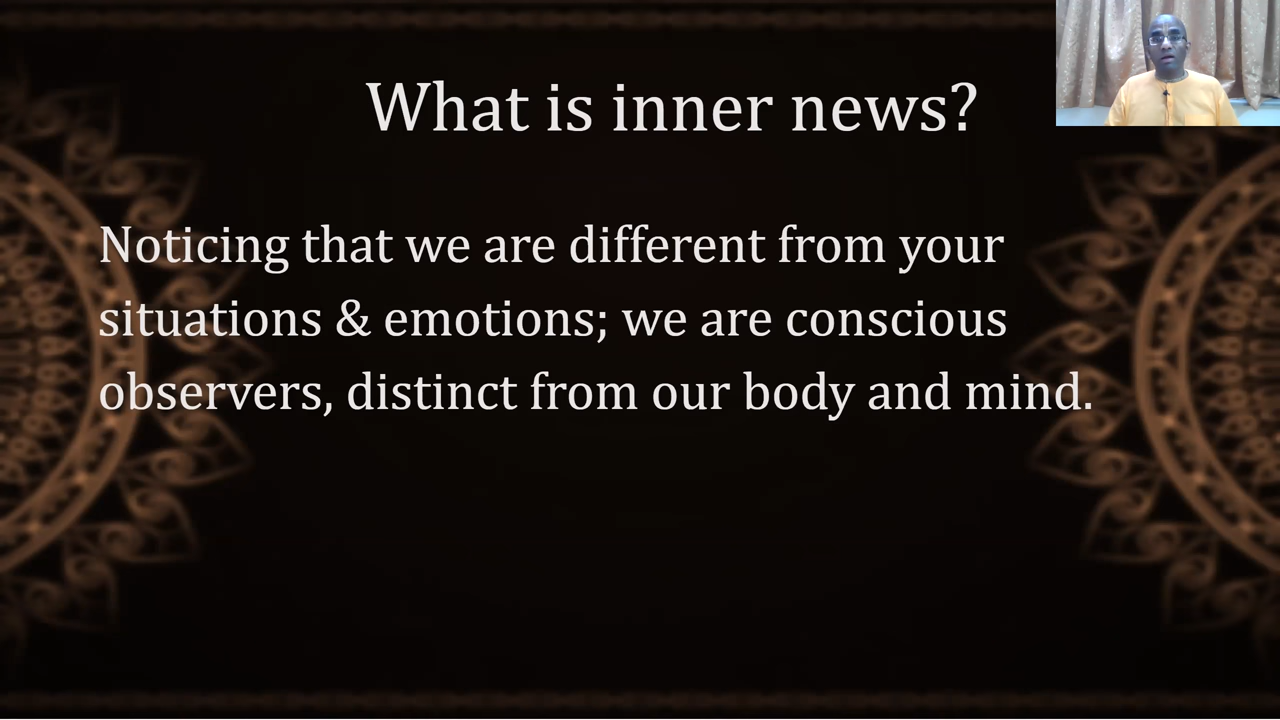 What is inner news?
Noticing that we are different from your
situations & emotions; we are conscious
observers, distinct from our body and mind.